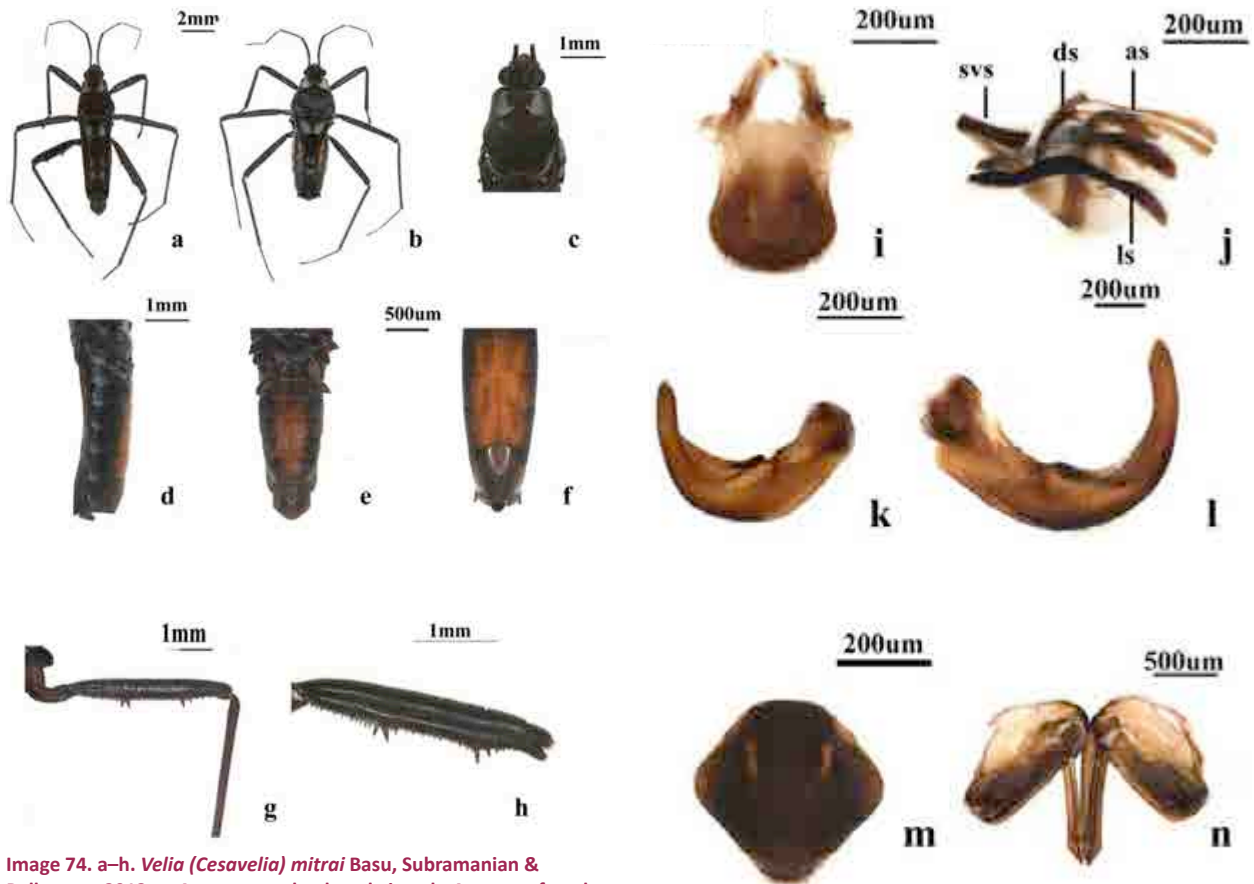 2mm
a
b
1mm
c
1mm
d
500um
e
f
1mm
g
1mm
h
200um
i
200um
svs
ds
as
ls
j
200um
k
200um
l
200um
m
500um
n
Image 74. a–h. Velia (Cesavelia) mitrai Basu, Subramanian &